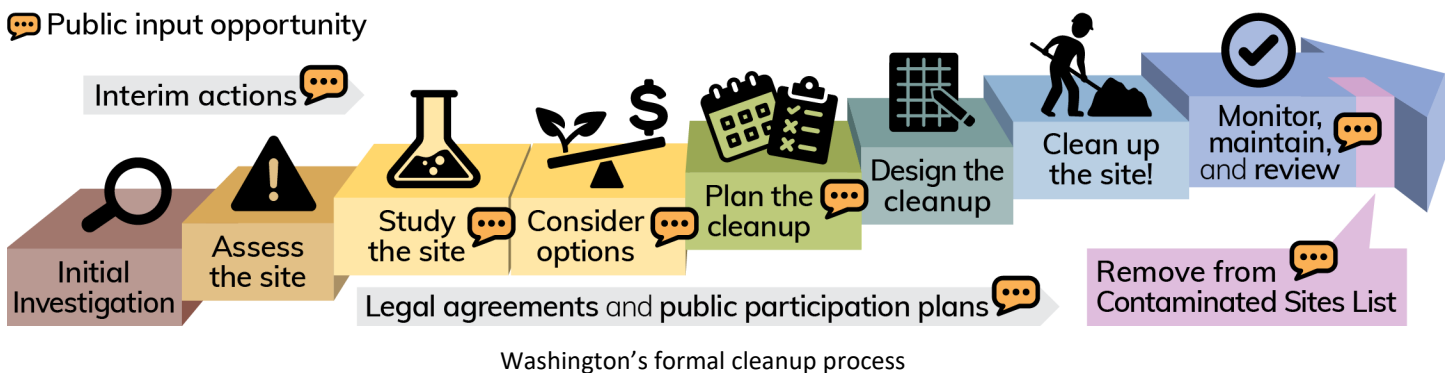 Public input opportunity
Interim actions
Initial
Investigation
Assess
the site
Study
the site
Consider
options
Plan the
cleanup
Design the
cleanup
Clean up
the site!
Monitor,
maintain,
and review
Legal agreements and public participation plans
Remove from
Contaminated Sites List
Washington’s formal cleanup process